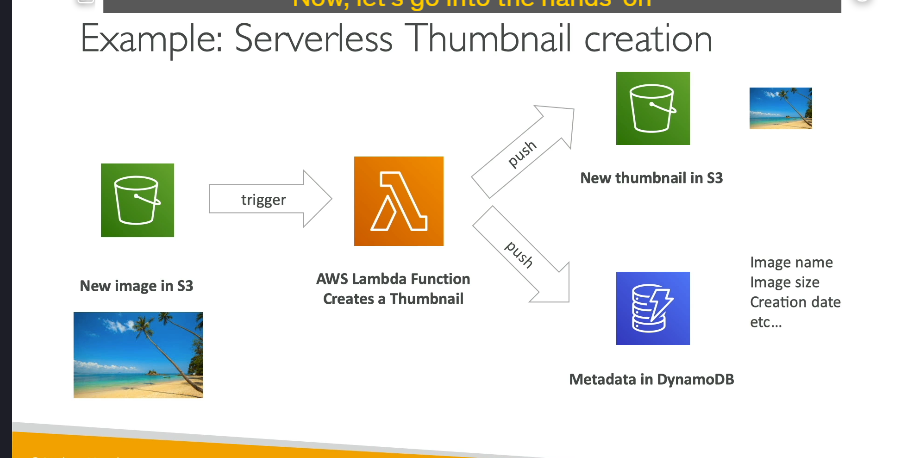 Now, let's go into the hands-on
Example: Serverless Thumbnail creation
trigger
push
push
New image in S3
AWS Lambda Function
Creates a Thumbnail
New thumbnail in S3
Image name
Image size
Creation date
etc...
Metadata in DynamoDB